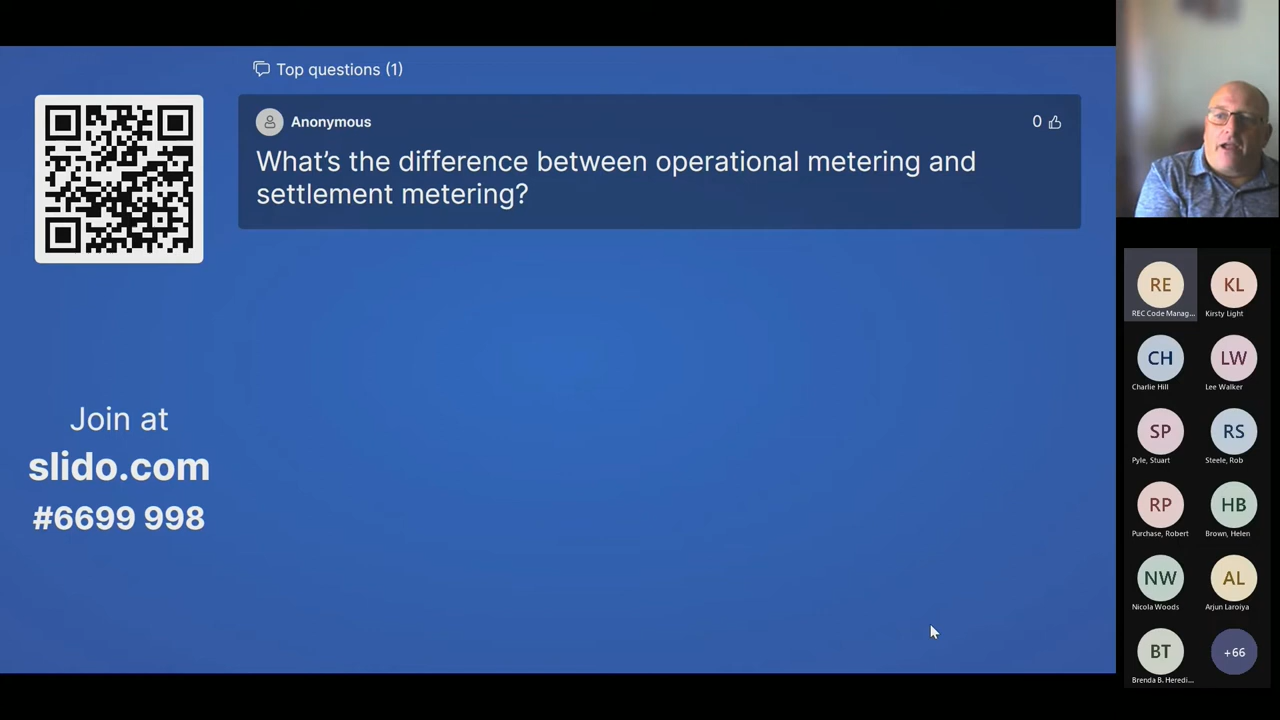 Top questions (1)
Anonymous
0
What's the difference between operational metering and
settlement metering?
Join at
slido.com
#6699 998
RE
REC Code Manag...
KL
Kirsty Light
CH
Charlie Hill
LW
Lee Walker
SP
Pyle, Stuart
RS
Steele, Rob
RP
Purchase, Robert
HB
Brown, Helen
NW
Nicola Woods
AL
Arjun Laroiya
BT
Brenda B. Heredi...
+66